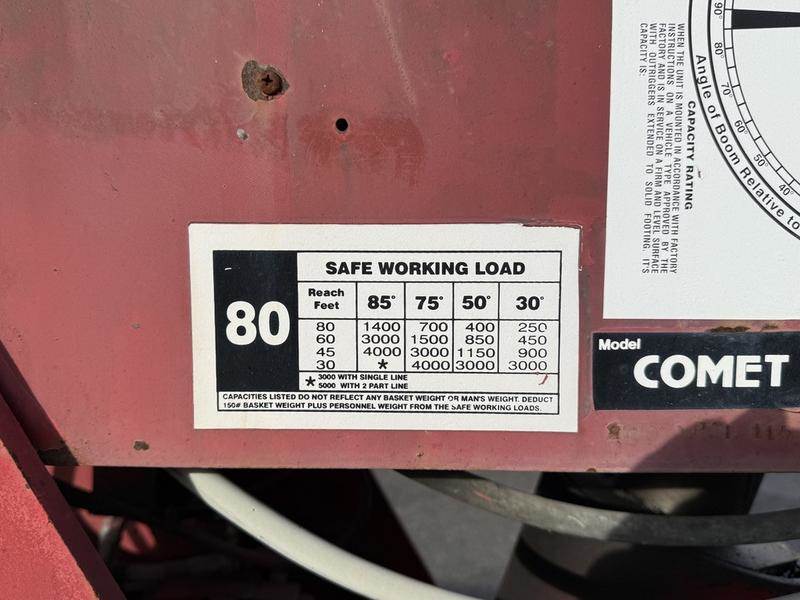 80
SAFE WORKING LOAD
Reach Feet 85° 75° 50° 30°
80 1400 700 400 250
60 3000 1500 850 450
45 4000 3000 1150 900
30 * 4000 3000 3000
* 3000 WITH SINGLE LINE
5000 WITH 2 PART LINE
CAPACITIES LISTED DO NOT REFLECT ANY BASKET WEIGHT OR MAN'S WEIGHT. DEDUCT
150# BASKET WEIGHT PLUS PERSONNEL WEIGHT FROM THE SAFE WORKING LOADS.
CAPACITY RATING
WHEN THE UNIT IS MOUNTED IN ACCORDANCE WITH FACTORY
INSTRUCTIONS ON A VEHICLE TYPE APPROVED BY THE
FACTORY AND IS IN SERVICE ON A FIRM AND LEVEL SURFACE
WITH OUTRIGGERS EXTENDED TO SOLID FOOTING. IT'S
CAPACITY IS:
90°
80°
70
60°
50°
40°
Angle of Boom Relative to
Model
COMET